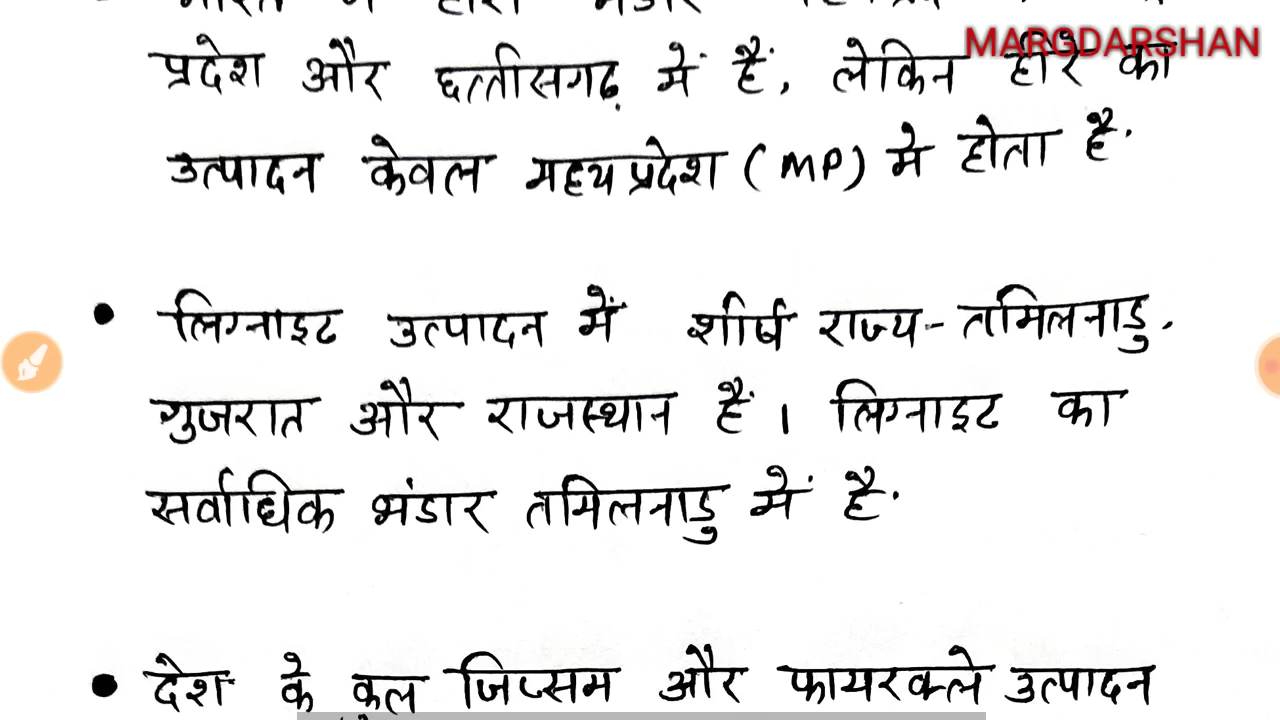 MARGDARSHAN
प्रदेश और छत्तीसगढ़ में हैं, लेकिन हीरे का
उत्पादन केवल मध्यप्रदेश (MP) मे होता है.
• लिग्नाइट उत्पादन में शीर्ष राज्य - तमिलनाडु,
गुजरात और राजस्थान हैं । लिग्नाइट का
सर्वाधिक भंडार तमिलनाडु में है.
• देश के कुल जिप्सम और फायरक्ले उत्पादन